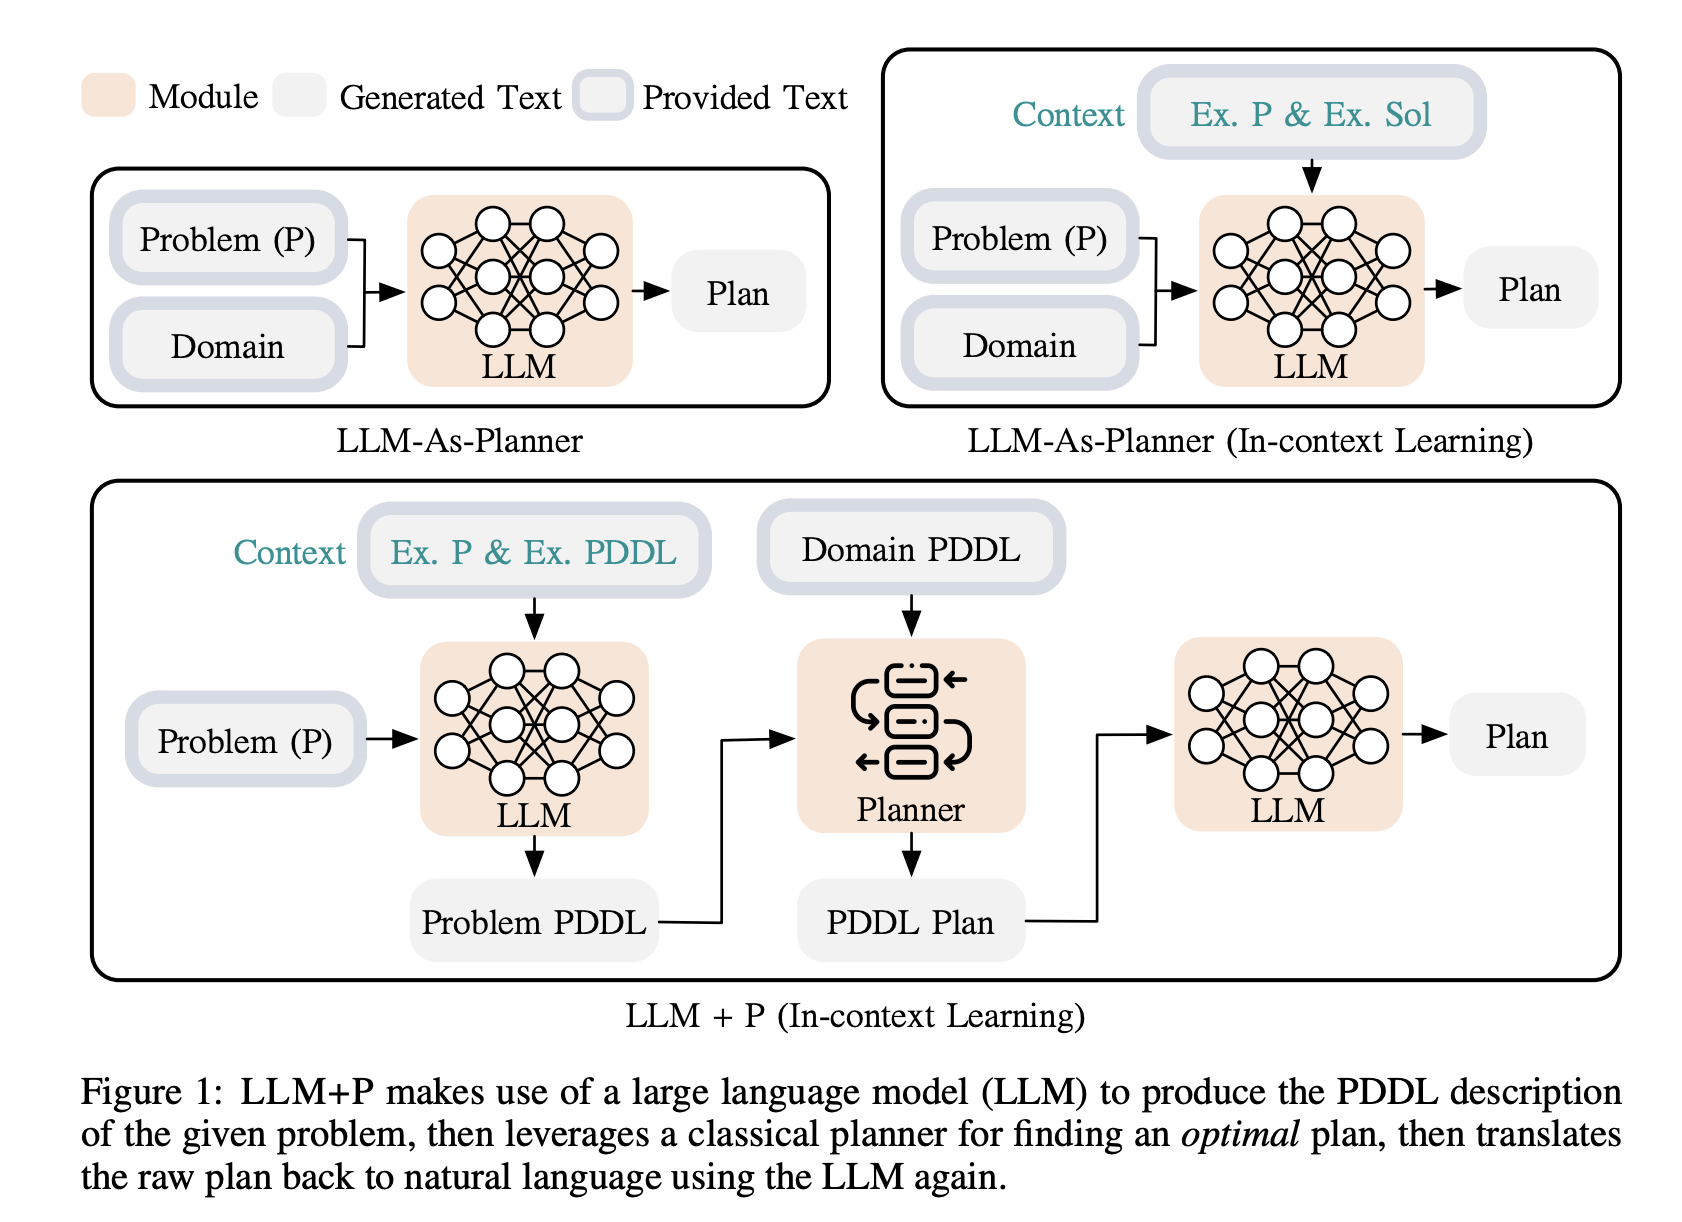 Module Generated Text Provided Text
Problem (P)
Domain
LLM
Plan
LLM-As-Planner
Context Ex. P & Ex. Sol
Problem (P)
Domain
LLM
Plan
LLM-As-Planner (In-context Learning)
Context Ex. P & Ex. PDDL
Domain PDDL
Problem (P)
LLM
Planner
LLM
Plan
Problem PDDL
PDDL Plan
LLM + P (In-context Learning)
Figure 1: LLM+P makes use of a large language model (LLM) to produce the PDDL description
of the given problem, then leverages a classical planner for finding an optimal plan, then translates
the raw plan back to natural language using the LLM again.